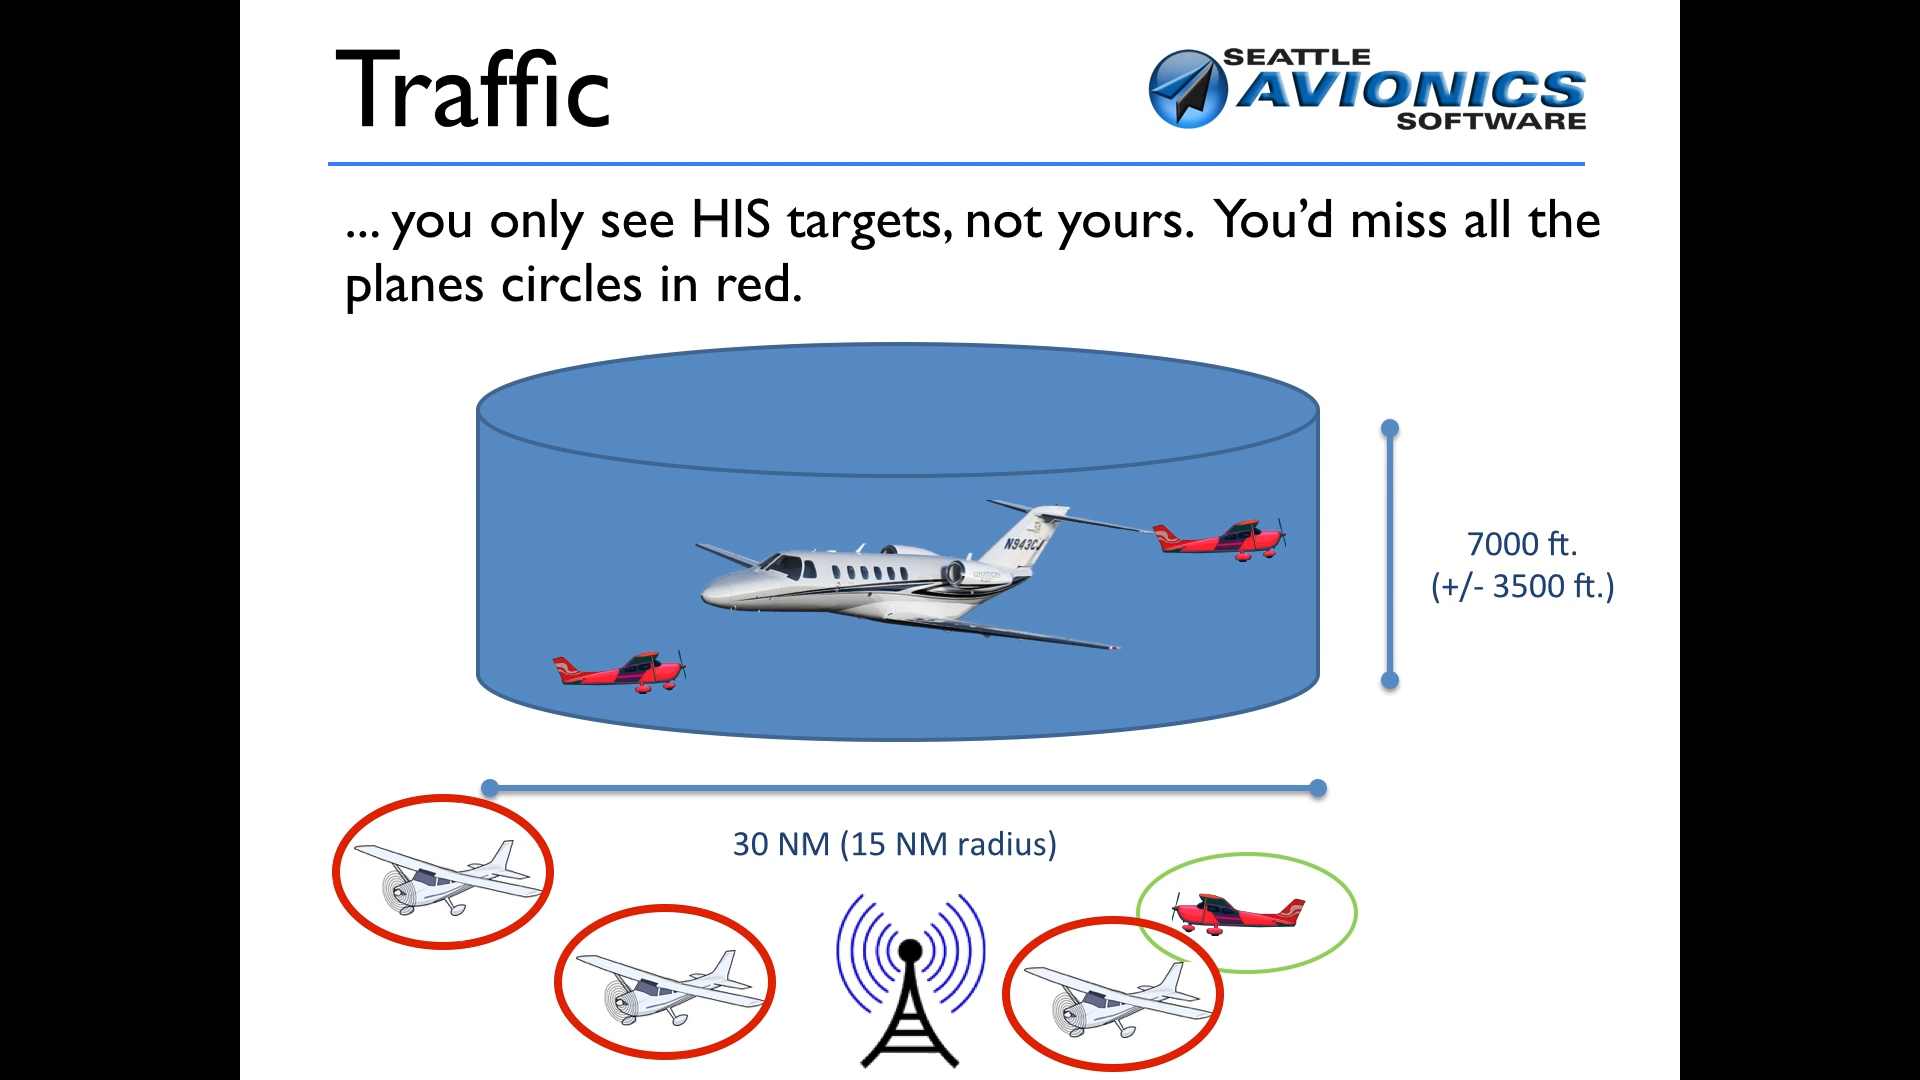 Traffic
SEATTLE
AVIONICS
SOFTWARE
... you only see HIS targets, not yours. You'd miss all the
planes circles in red.
N943CJ
7000 ft.
(+/- 3500 ft.)
30 NM (15 NM radius)